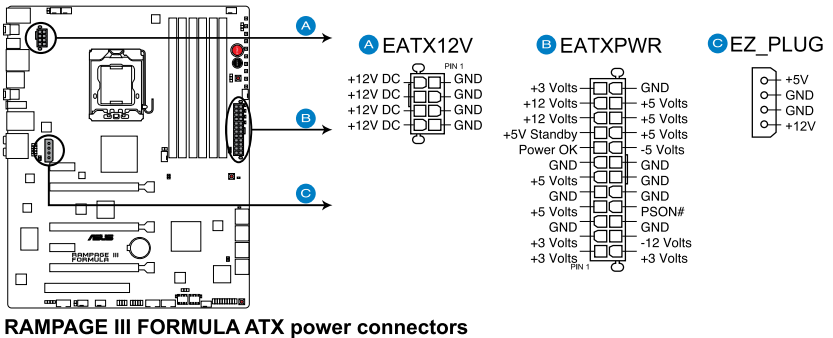 A EATX12V
PIN 1
+12V DC GND
+12V DC GND
+12V DC GND
+12V DC GND
B EATXPWR
+3 Volts GND
+12 Volts +5 Volts
+12 Volts +5 Volts
+5V Standby +5 Volts
Power OK -5 Volts
GND GND
+5 Volts GND
GND GND
+5 Volts PSON#
GND GND
+3 Volts -12 Volts
+3 Volts +3 Volts
PIN 1
C EZ_PLUG
+5V
GND
GND
+12V
A
B
C
ASUS
RAMPAGE III
FORMULA
RAMPAGE III FORMULA ATX power connectors